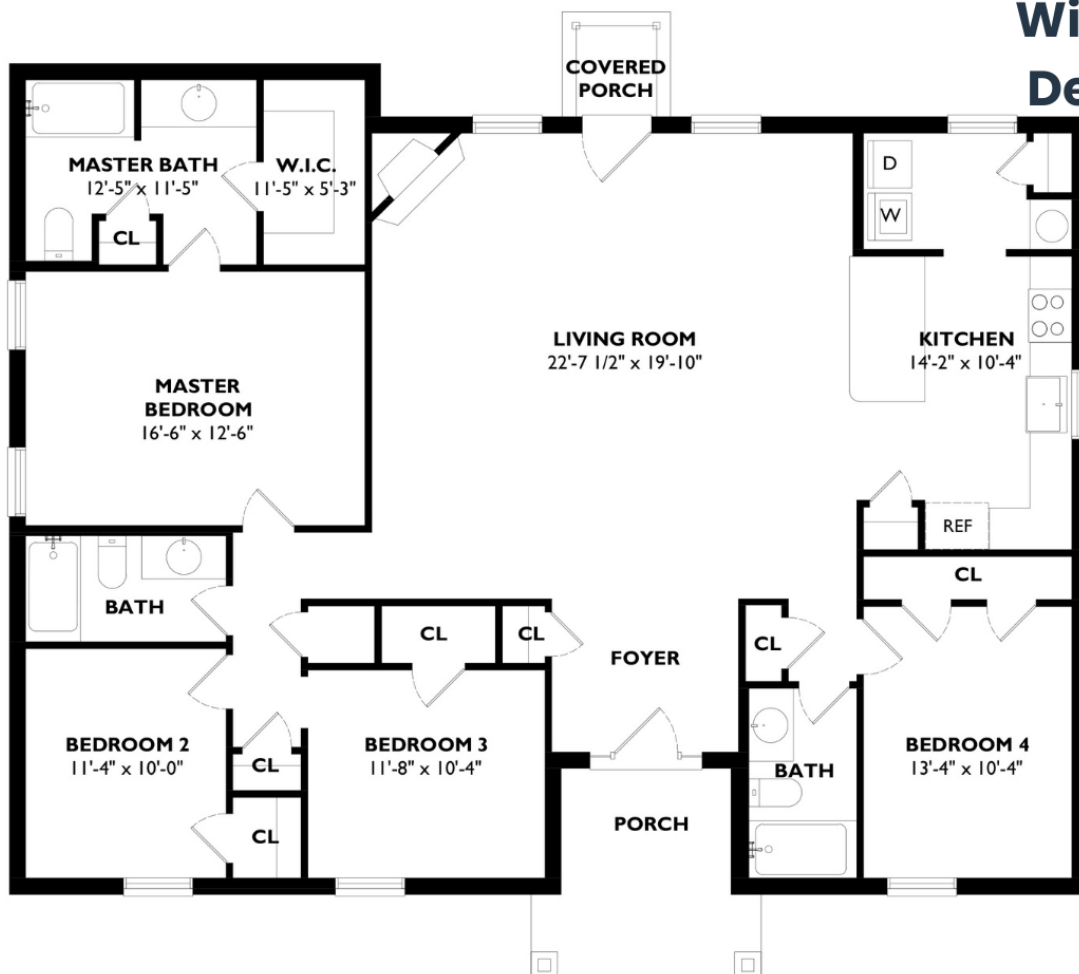 Wi
De
COVERED
PORCH
MASTER BATH
12'-5" x 11'-5"
W.I.C.
11'-5" x 5'-3"
CL
D
W
LIVING ROOM
22'-7 1/2" x 19'-10"
KITCHEN
14'-2" x 10'-4"
MASTER
BEDROOM
16'-6" x 12'-6"
REF
BATH
CL
CL
CL
CL
FOYER
BEDROOM 2
11'-4" x 10'-0"
CL
CL
BEDROOM 3
11'-8" x 10'-4"
PORCH
BATH
BEDROOM 4
13'-4" x 10'-4"